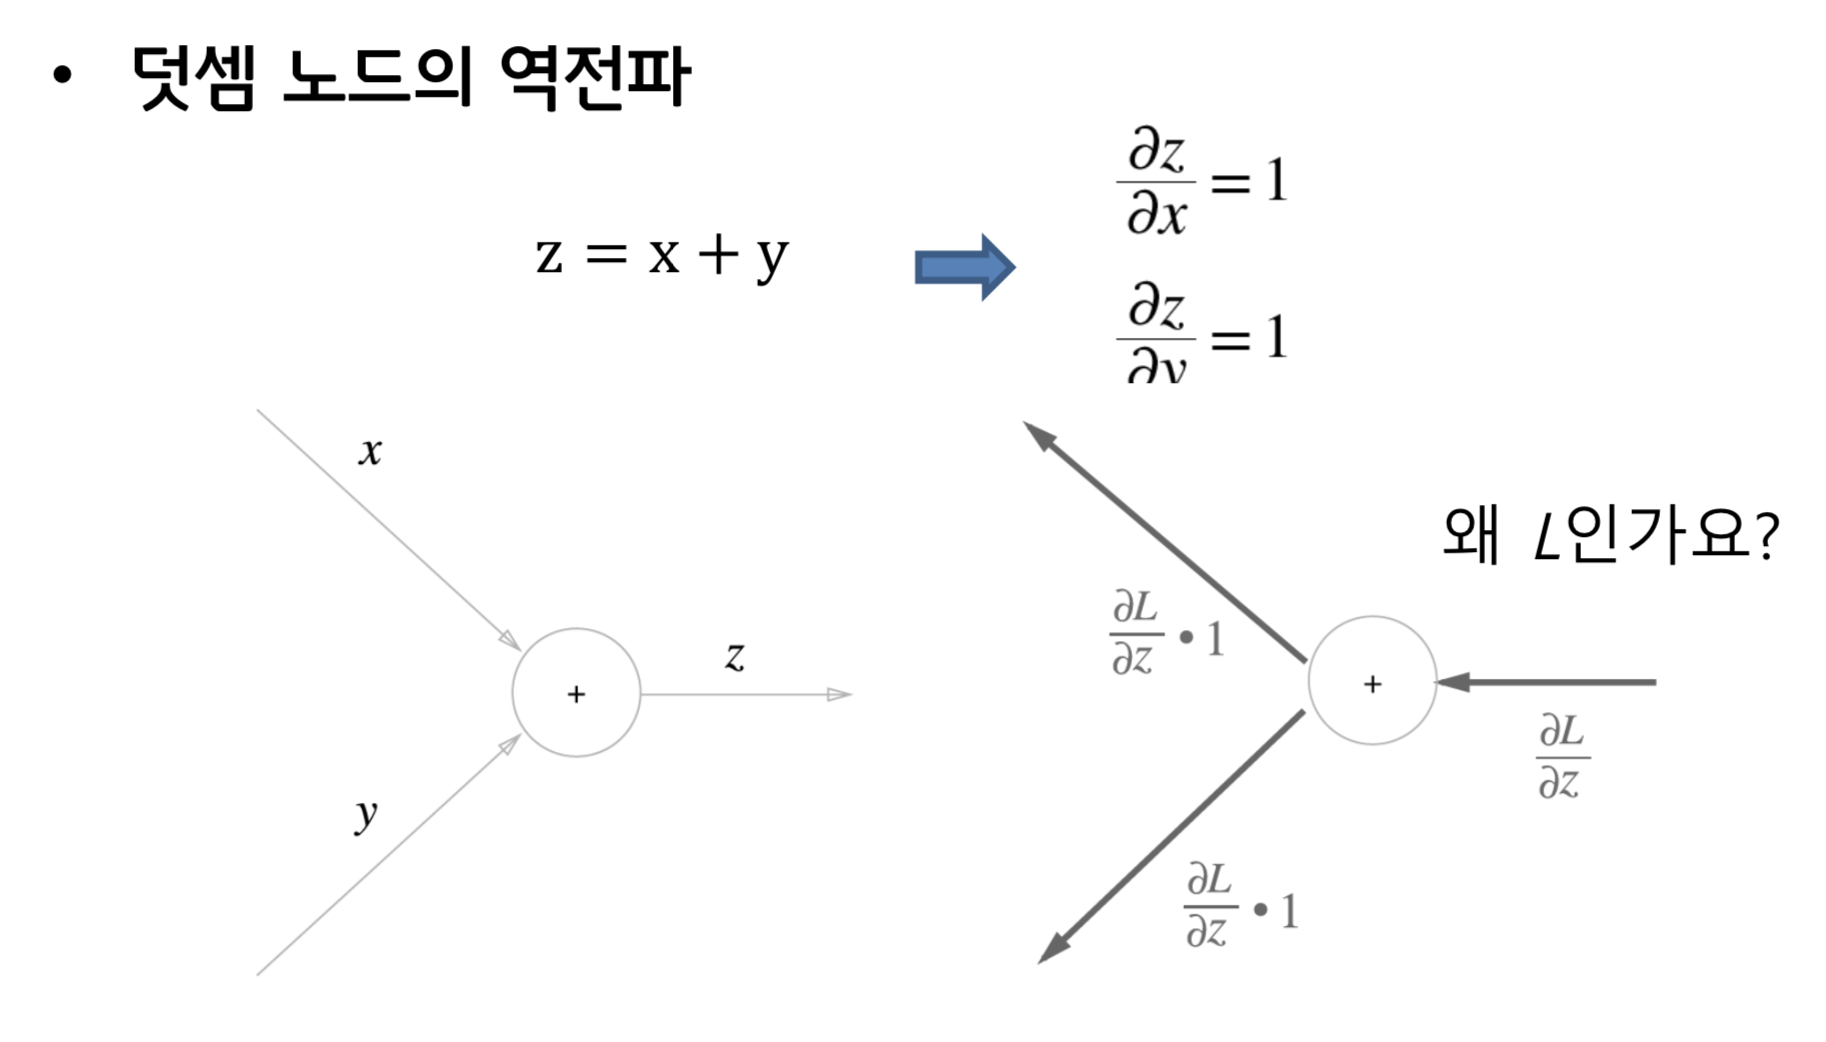 • 덧셈 노드의 역전파
z = x + y
∂z/∂x = 1
∂z/∂y = 1
x
y
+
z
왜 L인가요?
∂L/∂z • 1
+
∂L/∂z
∂L/∂z • 1